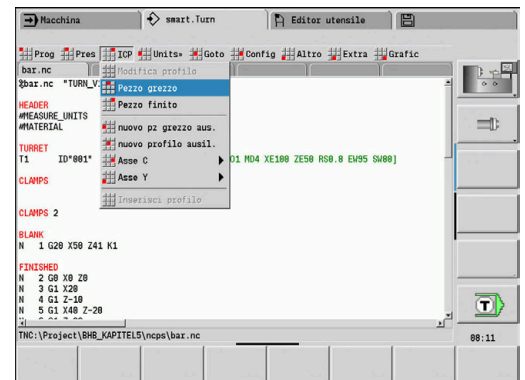 Macchina
smart.Turn
Editor utensile
Prog Pres ICP Units» Goto Config Altro Extra Grafic
bar.nc
Modifica profilo
%bar.nc "TURN_V
Pezzo grezzo
HEADER
Pezzo finito
#MEASURE_UNITS
#MATERIAL
nuovo pz grezzo aus.
TURRET
nuovo profilo ausil.
T1 ID"001" O1 MD4 XE100 ZE50 RS0.8 EW95 SW80]
Asse C
CLAMPS
Asse Y
Inserisci profilo
CLAMPS 2
BLANK
N 1 G20 X50 Z41 K1
FINISHED
N 2 G0 X0 Z0
N 3 G1 X20
N 4 G1 Z-10
N 5 G1 X40 Z-20
TNC:\Project\BHB_KAPITEL5\ncps\bar.nc
T
08:11